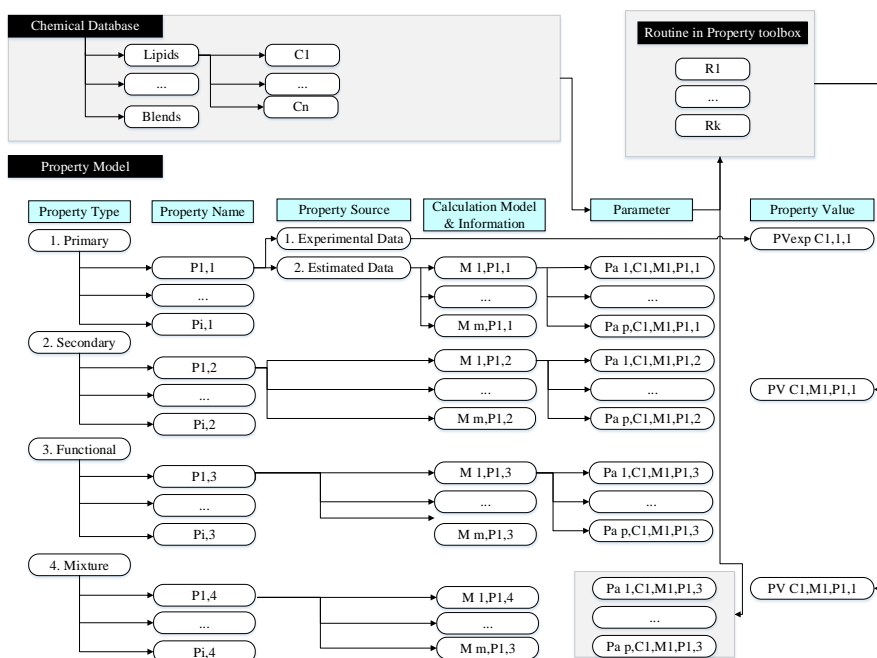 Chemical Database
Routine in Property toolbox
Lipids
C1
...
...
Blends
Cn
R1
...
Rk
Property Model
Property Type
Property Name
Property Source
Calculation Model
& Information
Parameter
Property Value
1. Primary
1. Experimental Data
PVexp C1,1,1
P1,1
2. Estimated Data
M 1,P1,1
Pa 1,C1,M1,P1,1
...
...
...
Pi,1
M m,P1,1
Pa p,C1,M1,P1,1
2. Secondary
P1,2
M 1,P1,2
Pa 1,C1,M1,P1,2
...
...
...
PV C1,M1,P1,1
Pi,2
M m,P1,2
Pa p,C1,M1,P1,2
3. Functional
P1,3
M 1,P1,3
Pa 1,C1,M1,P1,3
...
...
...
Pi,3
M m,P1,3
Pa p,C1,M1,P1,3
4. Mixture
P1,4
M 1,P1,4
Pa 1,C1,M1,P1,3
PV C1,M1,P1,1
...
...
...
Pi,4
M m,P1,3
Pa p,C1,M1,P1,3